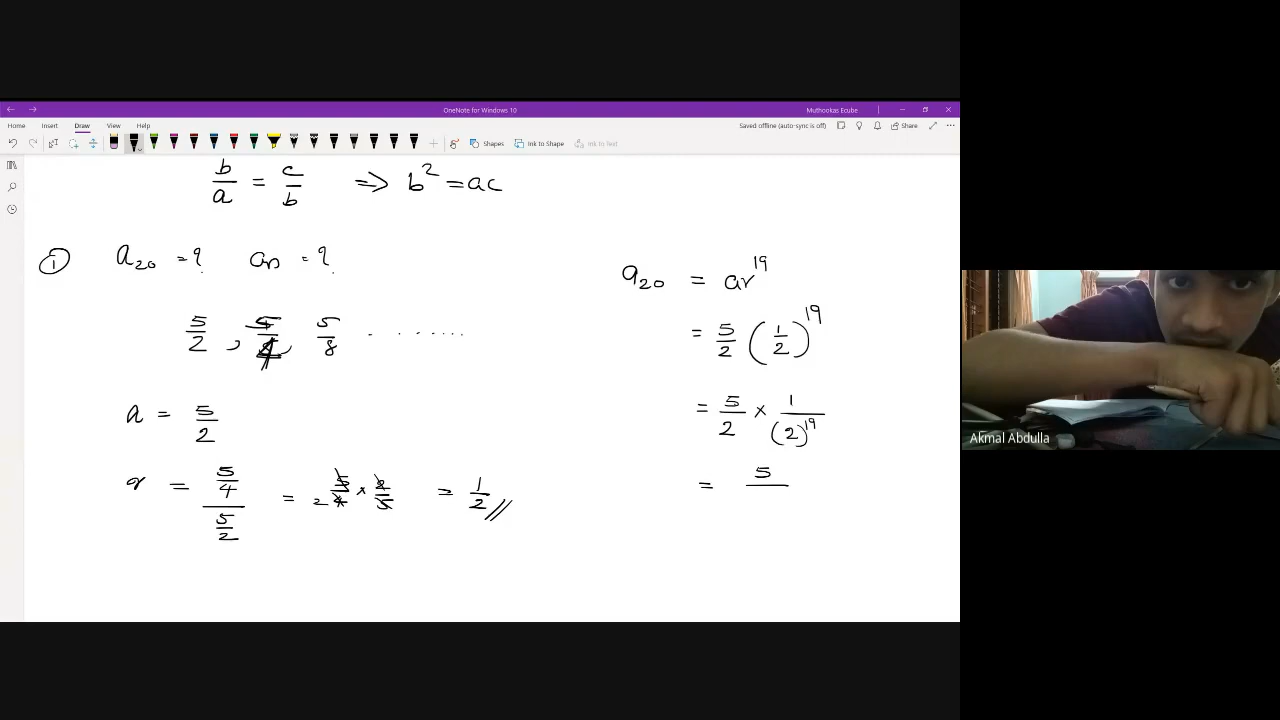 OneNote for Windows 10
Muthookas Ecube
Home Insert Draw View Help
Saved offline (auto-sync is off) Share
Shapes Ink to Shape Ink to Text
b/a = c/b => b² = ac
① a₂₀ = ? an = ?
5/2, 5/4, 5/8 .......
a = 5/2
r = (5/4)/(5/2) = 5/4 × 2/5 = 1/2 //
a₂₀ = ar¹⁹
= 5/2 (1/2)¹⁹
= 5/2 × 1/(2)¹⁹
= 5
Akmal Abdulla